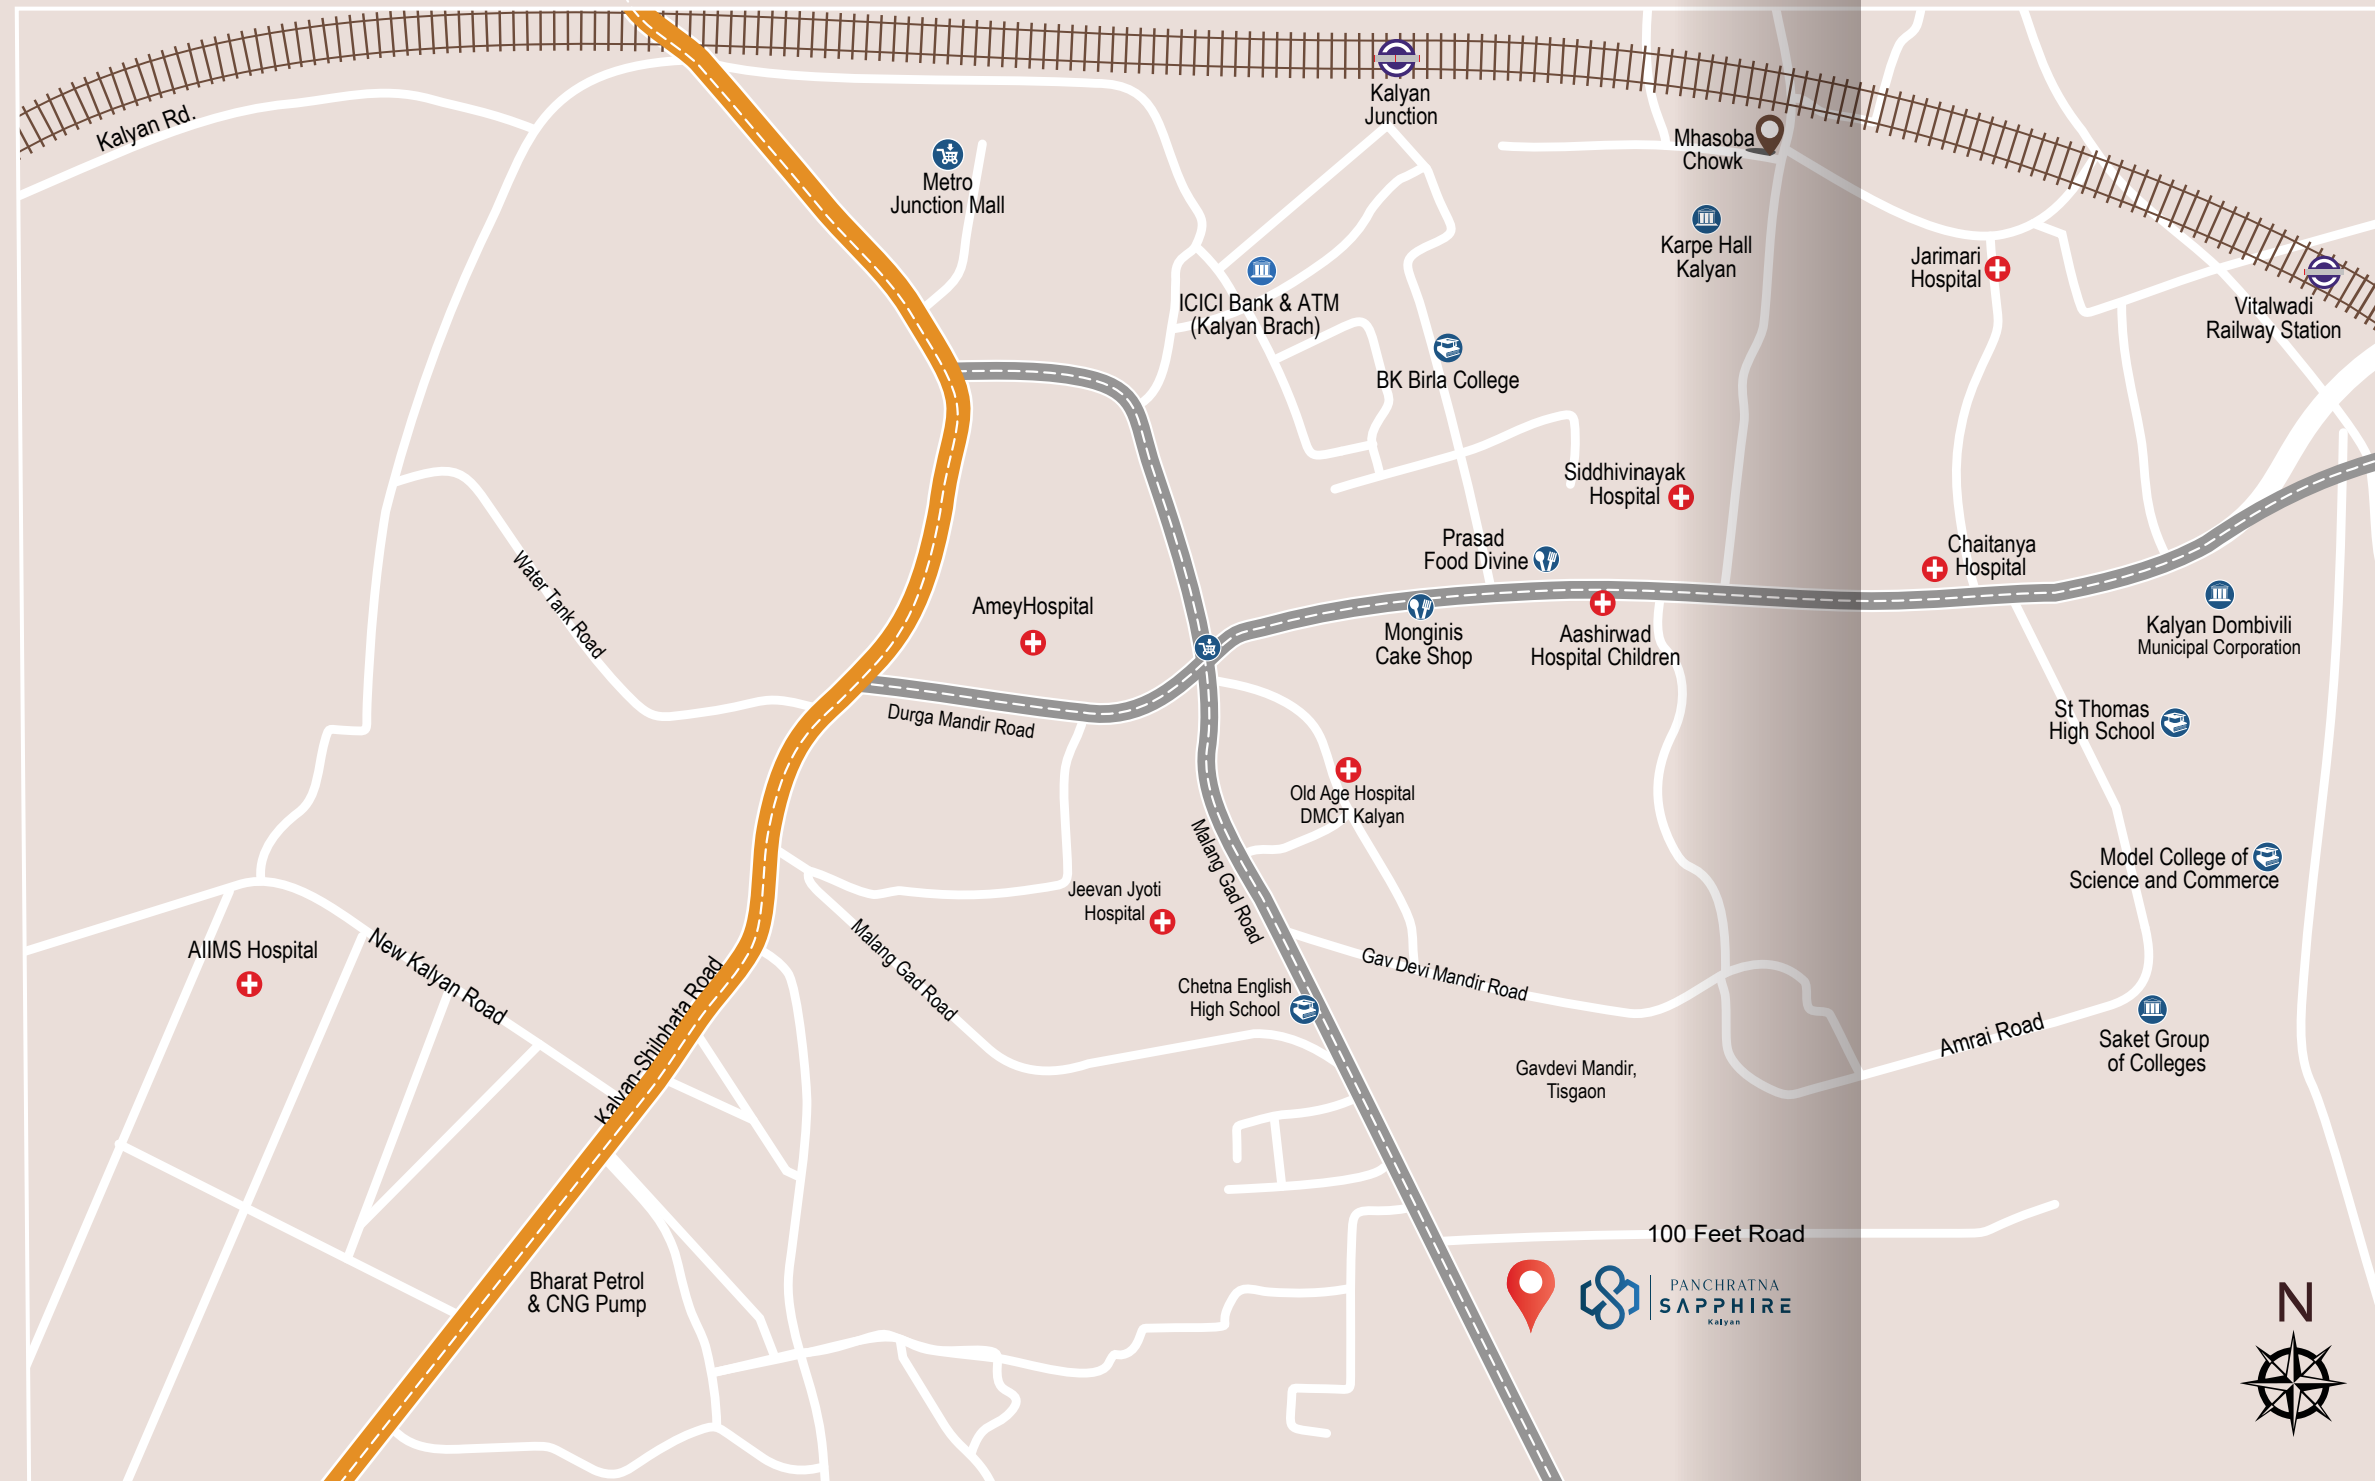 Kalyan
Junction
Kalyan Rd.
Mhasoba
Chowk
Metro
Junction Mall
Karpe Hall
Kalyan
Jarimari
Hospital
ICICI Bank & ATM
(Kalyan Brach)
Vitalwadi
Railway Station
BK Birla College
Siddhivinayak
Hospital
Prasad
Food Divine
Chaitanya
Hospital
Water Tank Road
AmeyHospital
Monginis
Cake Shop
Aashirwad
Hospital Children
Kalyan Dombivili
Municipal Corporation
Durga Mandir Road
St Thomas
High School
Old Age Hospital
DMCT Kalyan
Malang Gad Road
Model College of
Science and Commerce
Jeevan Jyoti
Hospital
AIIMS Hospital
New Kalyan Road
Kalyan-Shilphata Road
Malang Gad Road
Gav Devi Mandir Road
Chetna English
High School
Amrai Road
Saket Group
of Colleges
Gavdevi Mandir,
Tisgaon
100 Feet Road
Bharat Petrol
& CNG Pump
PANCHRATNA
SAPPHIRE
Kalyan
N